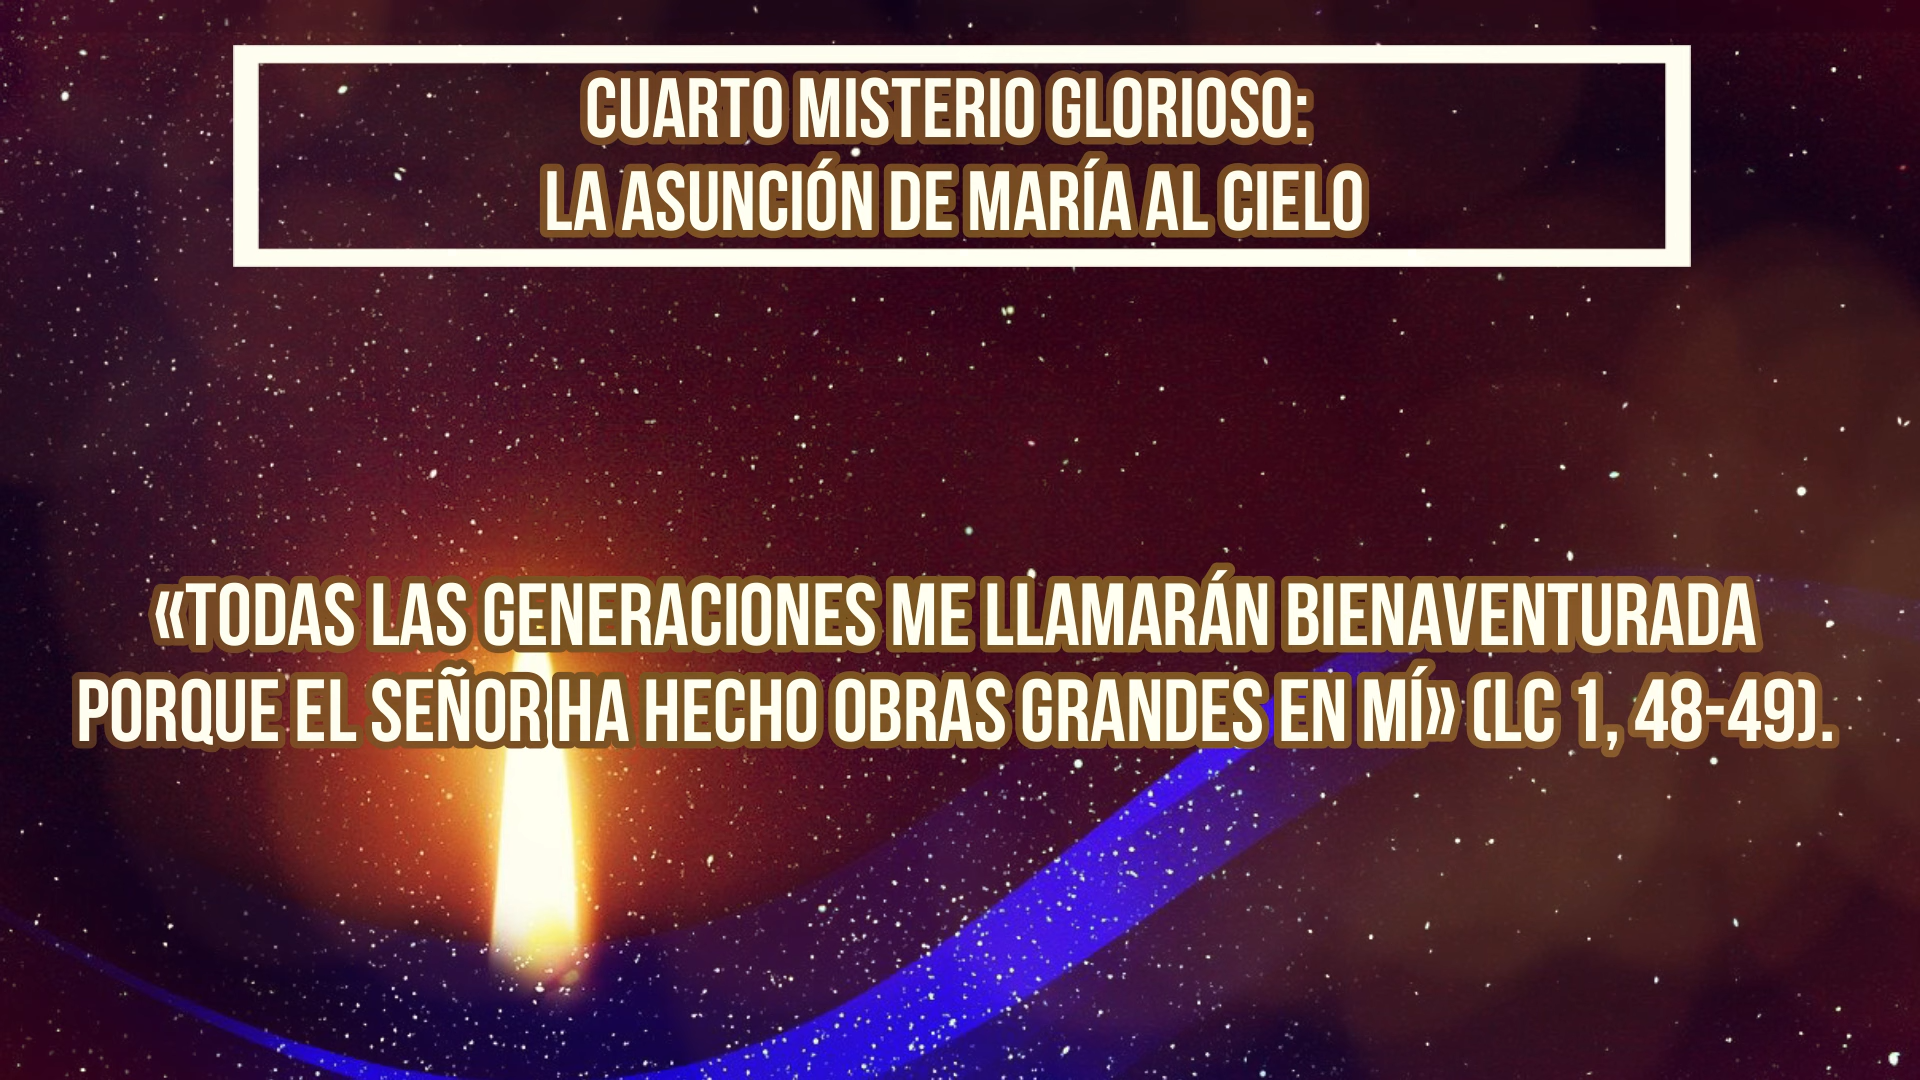 CUARTO MISTERIO GLORIOSO:
LA ASUNCIÓN DE MARÍA AL CIELO
«TODAS LAS GENERACIONES ME LLAMARÁN BIENAVENTURADA
PORQUE EL SEÑOR HA HECHO OBRAS GRANDES EN MÍ» (LC 1, 48-49).